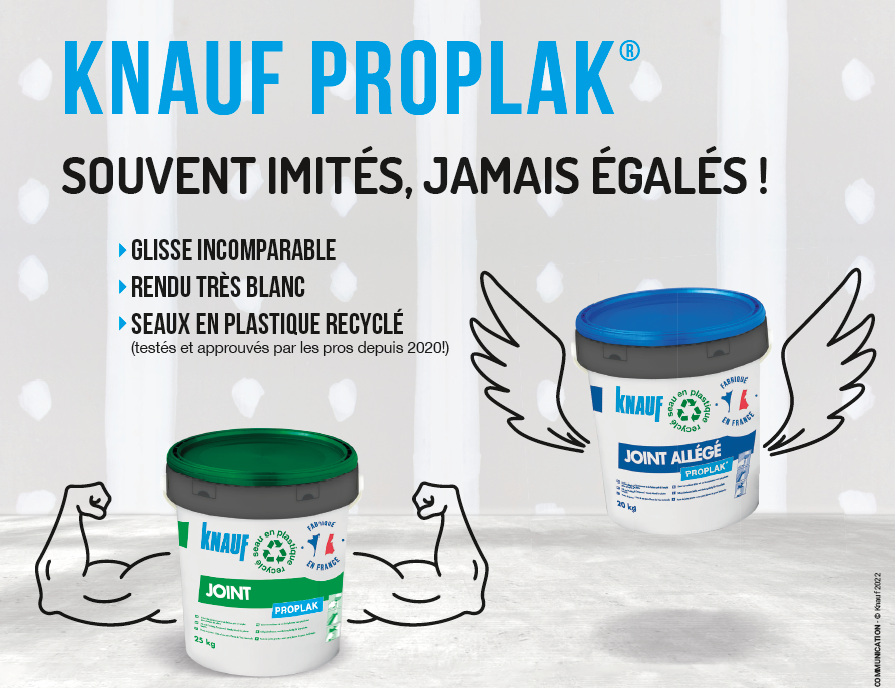 KNAUF PROPLAK®
SOUVENT IMITÉS, JAMAIS ÉGALÉS !
GLISSE INCOMPARABLE
RENDU TRÈS BLANC
SEAUX EN PLASTIQUE RECYCLÉ
(testés et approuvés par les pros depuis 2020!)
KNAUF
seau en plastique recyclé
FABRIQUÉ EN FRANCE
JOINT ALLÉGÉ
PROPLAK®
20 kg
KNAUF
seau en plastique recyclé
FABRIQUÉ EN FRANCE
JOINT
PROPLAK
25 kg
COMMUNICATION - © Knauf 2022